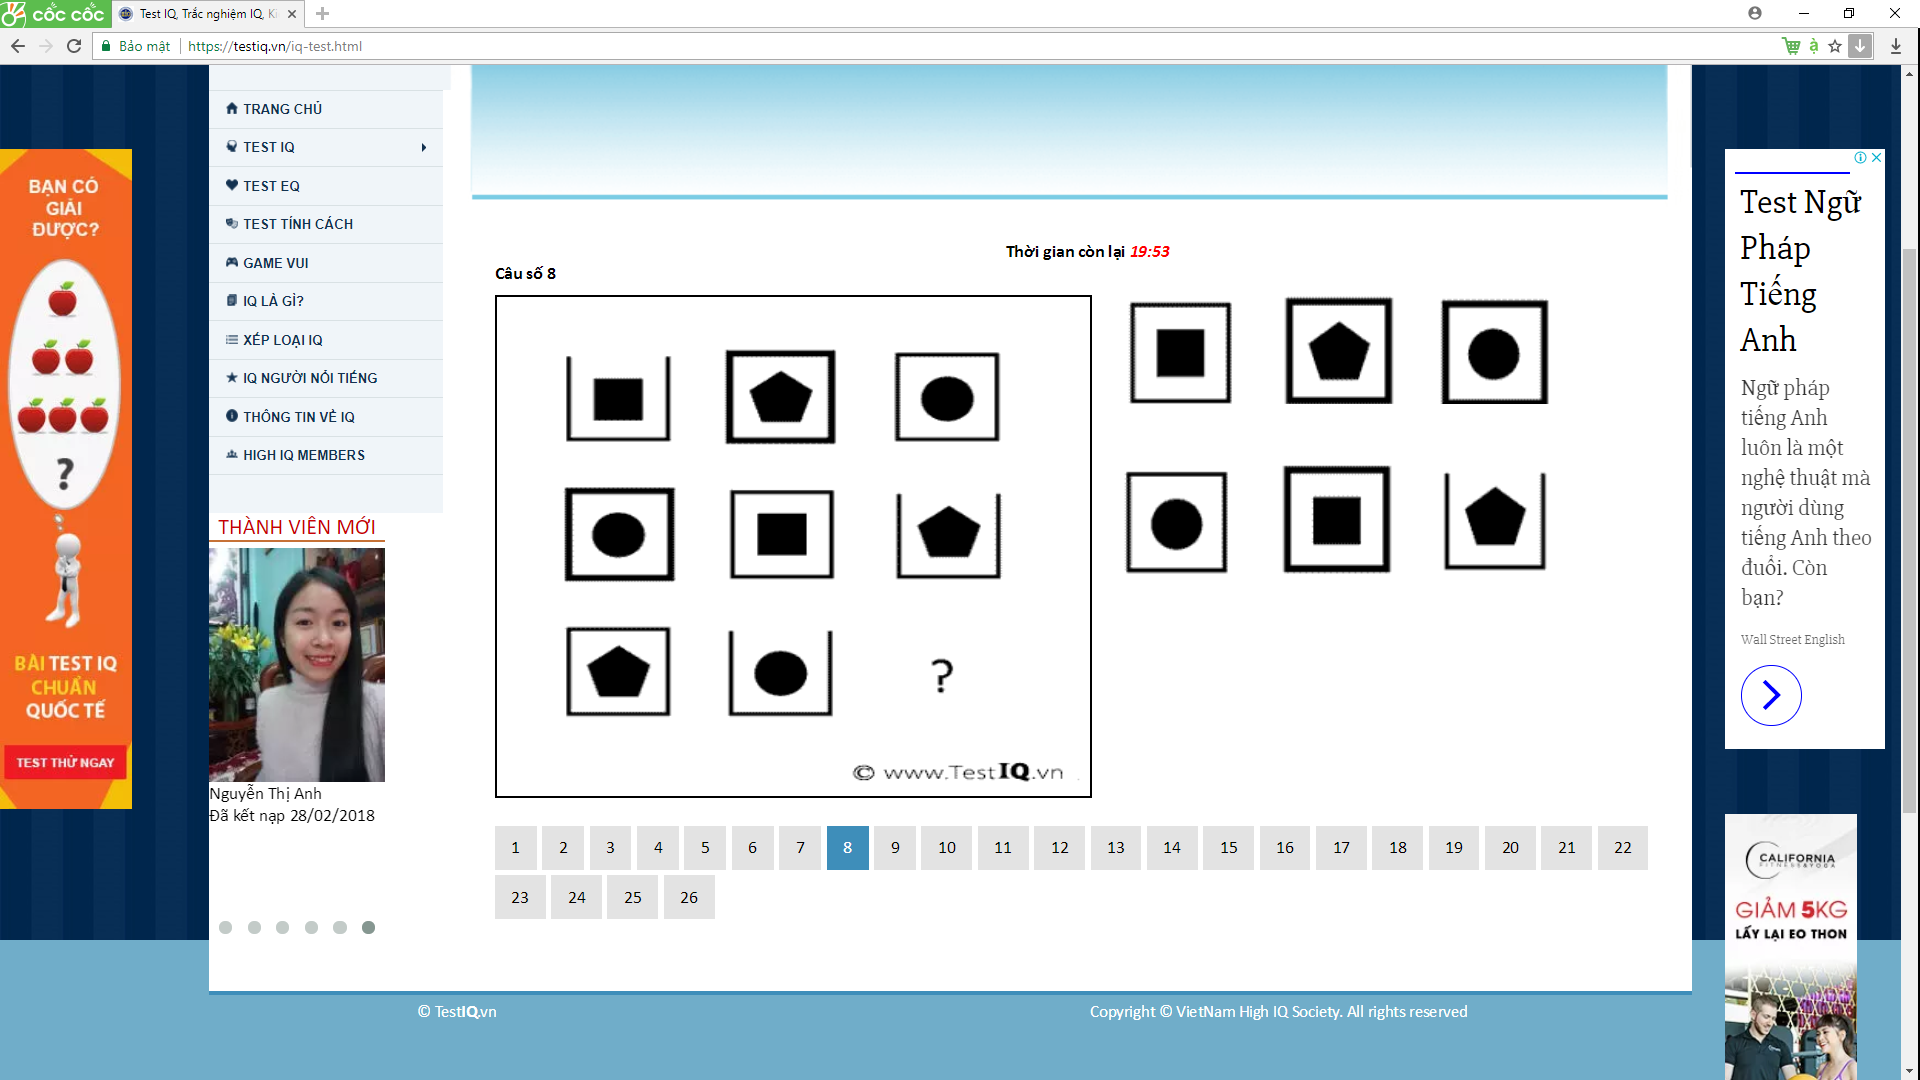 cốc cốc
Test IQ, Trắc nghiệm IQ, Ki
Bảo mật
https://testiq.vn/iq-test.html
BẠN CÓ
GIẢI
ĐƯỢC?
?
BÀI TEST IQ
CHUẨN
QUỐC TẾ
TEST THỬ NGAY
TRANG CHỦ
TEST IQ
TEST EQ
TEST TÍNH CÁCH
GAME VUI
IQ LÀ GÌ?
XẾP LOẠI IQ
IQ NGƯỜI NỔI TIẾNG
THÔNG TIN VỀ IQ
HIGH IQ MEMBERS
THÀNH VIÊN MỚI
Nguyễn Thị Anh
Đã kết nạp 28/02/2018
Thời gian còn lại 19:53
Câu số 8
?
© www.TestIQ.vn
1 2 3 4 5 6 7 8 9 10 11 12 13 14 15 16 17 18 19 20 21 22
23 24 25 26
Test Ngữ
Pháp
Tiếng
Anh
Ngữ pháp
tiếng Anh
luôn là một
nghệ thuật mà
người dùng
tiếng Anh theo
đuổi. Còn
bạn?
Wall Street English
CALIFORNIA
FITNESS & YOGA
GIẢM 5KG
LẤY LẠI EO THON
© TestIQ.vn
Copyright © VietNam High IQ Society. All rights reserved